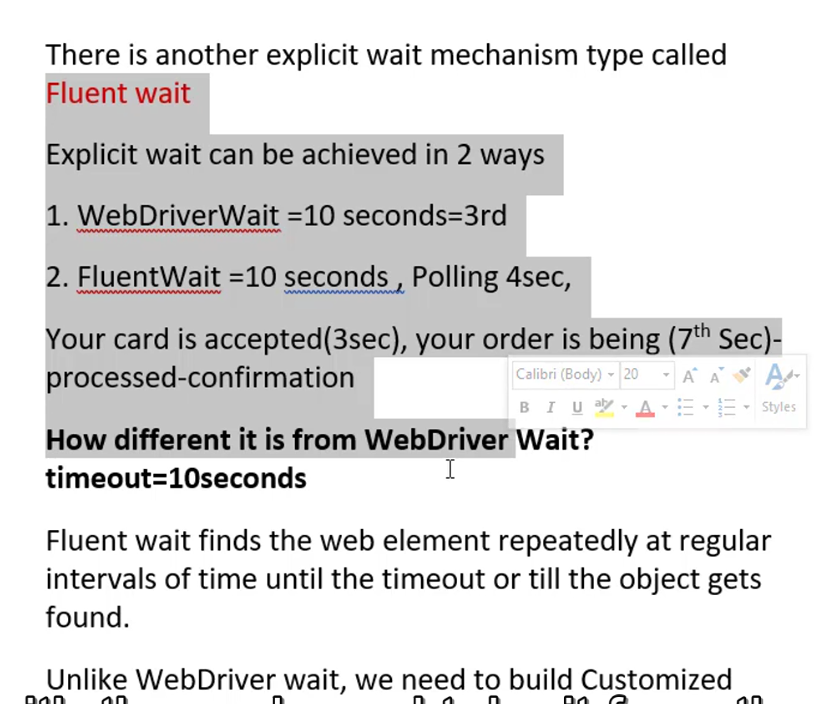 There is another explicit wait mechanism type called
Fluent wait
Explicit wait can be achieved in 2 ways
1. WebDriverWait =10 seconds=3rd
2. FluentWait =10 seconds , Polling 4sec,
Your card is accepted(3sec), your order is being (7th Sec)-
processed-confirmation
Calibri (Body) 20 A A A
B I U aby A Styles
How different it is from WebDriver Wait?
timeout=10seconds
Fluent wait finds the web element repeatedly at regular
intervals of time until the timeout or till the object gets
found.
Unlike WebDriver wait, we need to build Customized